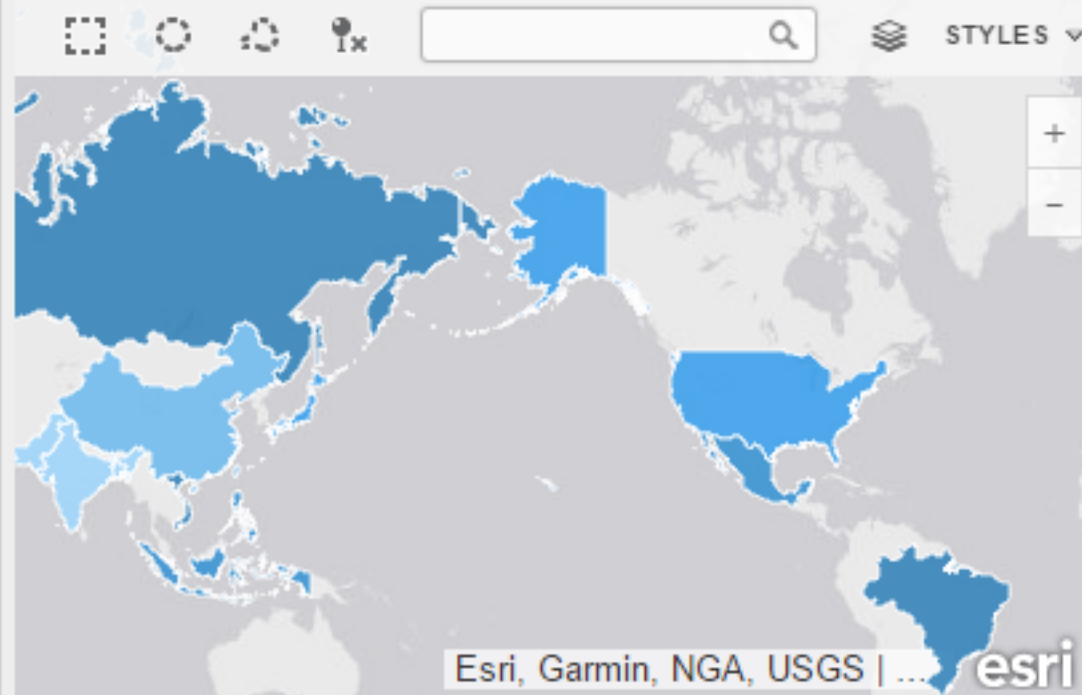 STYLES
+
−
Esri, Garmin, NGA, USGS | ...
esri